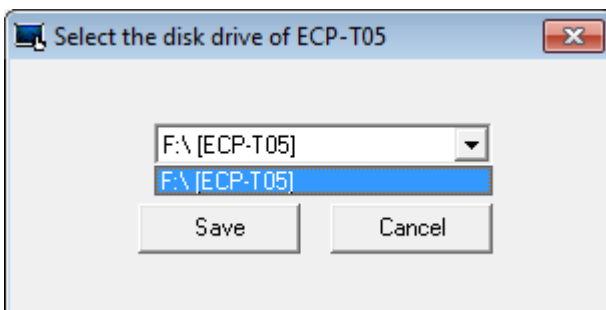 Select the disk drive of ECP-T05
F:\ [ECP-T05]
F:\ [ECP-T05]
Save Cancel